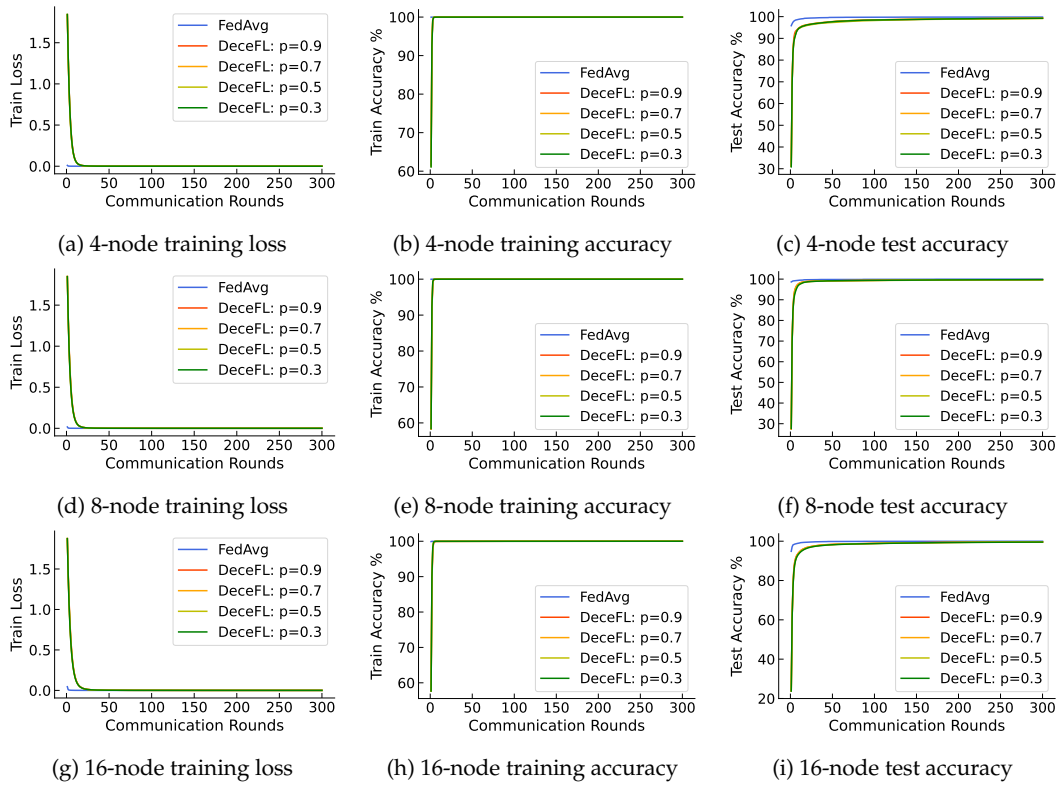 Train Loss
1.5
1.0
0.5
0.0
0 50 100 150 200 250 300
Communication Rounds
FedAvg
DeceFL: p=0.9
DeceFL: p=0.7
DeceFL: p=0.5
DeceFL: p=0.3
(a) 4-node training loss
Train Accuracy %
100
90
80
70
60
0 50 100 150 200 250 300
Communication Rounds
FedAvg
DeceFL: p=0.9
DeceFL: p=0.7
DeceFL: p=0.5
DeceFL: p=0.3
(b) 4-node training accuracy
Test Accuracy %
100
90
80
70
60
50
40
30
0 50 100 150 200 250 300
Communication Rounds
FedAvg
DeceFL: p=0.9
DeceFL: p=0.7
DeceFL: p=0.5
DeceFL: p=0.3
(c) 4-node test accuracy
Train Loss
1.5
1.0
0.5
0.0
0 50 100 150 200 250 300
Communication Rounds
FedAvg
DeceFL: p=0.9
DeceFL: p=0.7
DeceFL: p=0.5
DeceFL: p=0.3
(d) 8-node training loss
Train Accuracy %
100
90
80
70
60
0 50 100 150 200 250 300
Communication Rounds
FedAvg
DeceFL: p=0.9
DeceFL: p=0.7
DeceFL: p=0.5
DeceFL: p=0.3
(e) 8-node training accuracy
Test Accuracy %
100
90
80
70
60
50
40
30
0 50 100 150 200 250 300
Communication Rounds
FedAvg
DeceFL: p=0.9
DeceFL: p=0.7
DeceFL: p=0.5
DeceFL: p=0.3
(f) 8-node test accuracy
Train Loss
1.5
1.0
0.5
0.0
0 50 100 150 200 250 300
Communication Rounds
FedAvg
DeceFL: p=0.9
DeceFL: p=0.7
DeceFL: p=0.5
DeceFL: p=0.3
(g) 16-node training loss
Train Accuracy %
100
90
80
70
60
0 50 100 150 200 250 300
Communication Rounds
FedAvg
DeceFL: p=0.9
DeceFL: p=0.7
DeceFL: p=0.5
DeceFL: p=0.3
(h) 16-node training accuracy
Test Accuracy %
100
80
60
40
20
0 50 100 150 200 250 300
Communication Rounds
FedAvg
DeceFL: p=0.9
DeceFL: p=0.7
DeceFL: p=0.5
DeceFL: p=0.3
(i) 16-node test accuracy